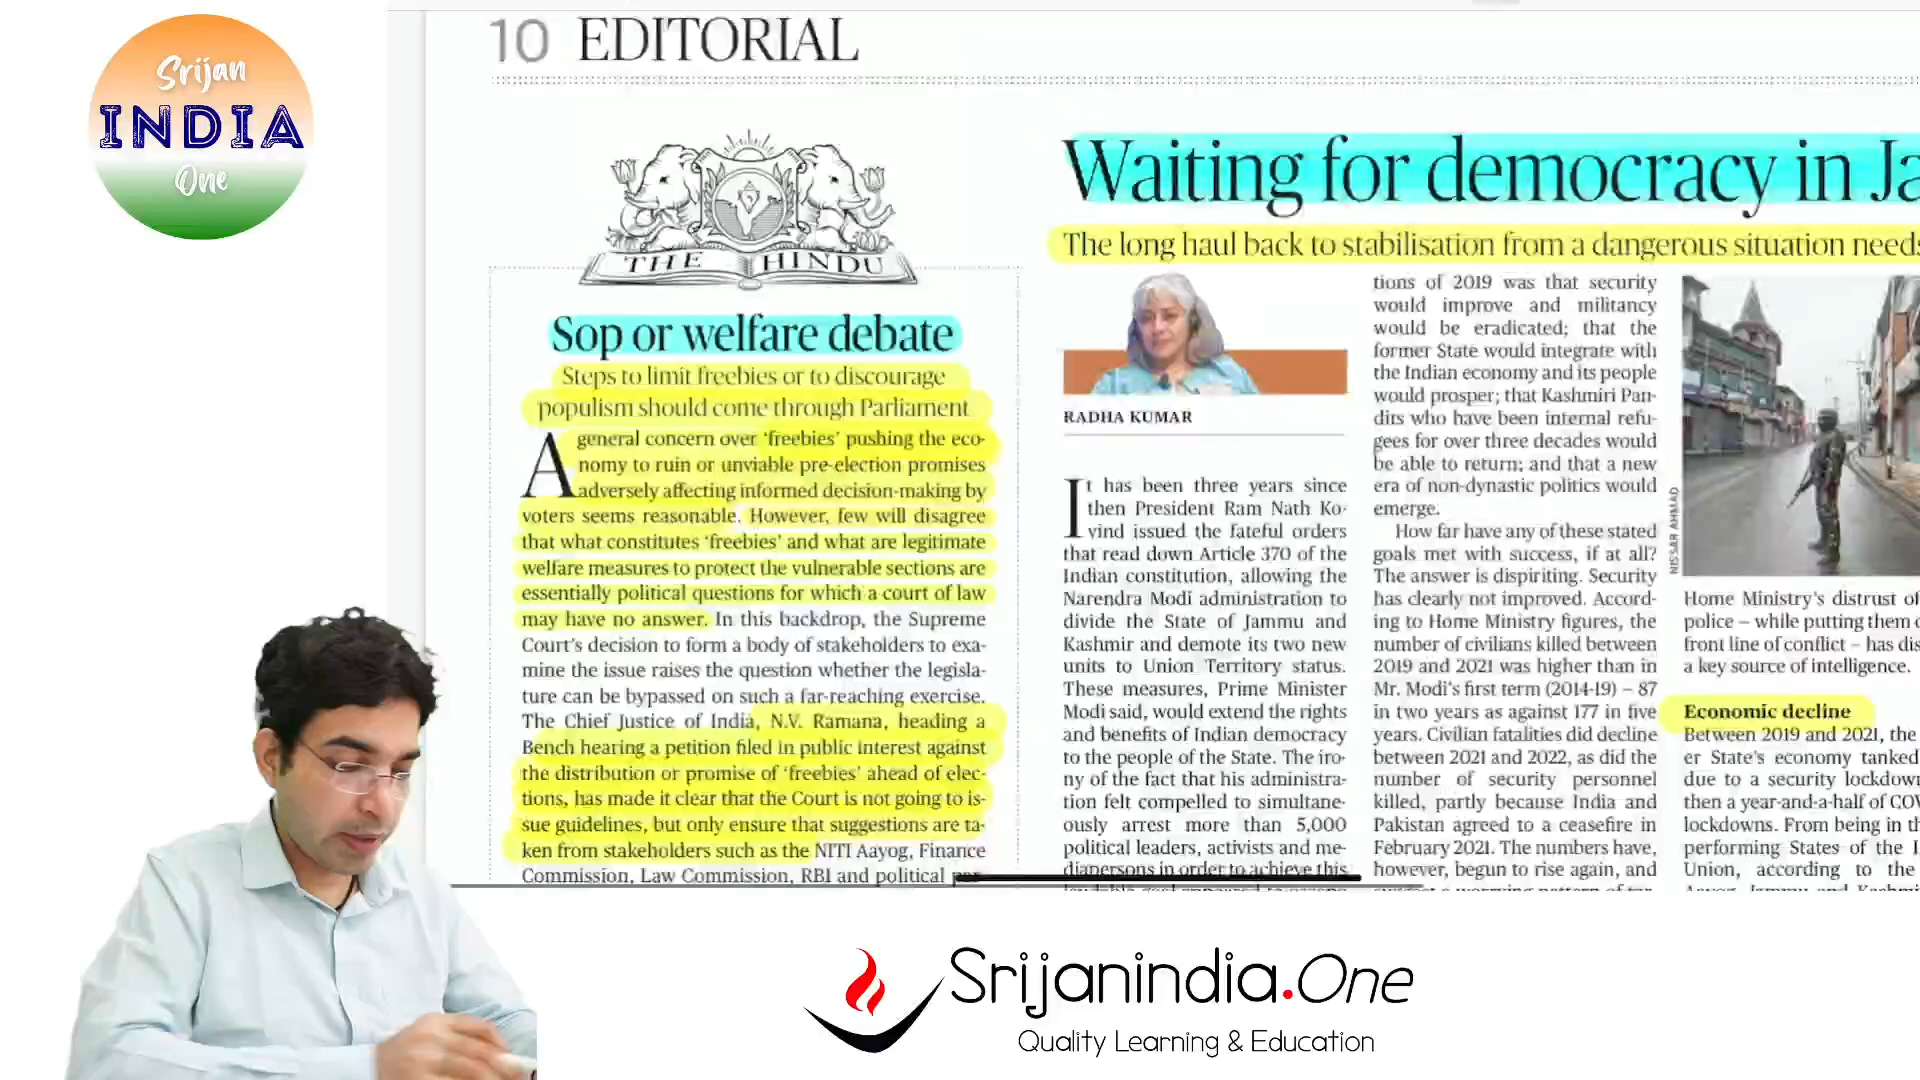 Srijan
INDIA
One
10 EDITORIAL
THE HINDU
Sop or welfare debate
Steps to limit freebies or to discourage
populism should come through Parliament
A general concern over ‘freebies’ pushing the eco-
nomy to ruin or unviable pre-election promises
adversely affecting informed decision-making by
voters seems reasonable. However, few will disagree
that what constitutes ‘freebies’ and what are legitimate
welfare measures to protect the vulnerable sections are
essentially political questions for which a court of law
may have no answer. In this backdrop, the Supreme
Court’s decision to form a body of stakeholders to exa-
mine the issue raises the question whether the legisla-
ture can be bypassed on such a far-reaching exercise.
The Chief Justice of India, N.V. Ramana, heading a
Bench hearing a petition filed in public interest against
the distribution or promise of ‘freebies’ ahead of elec-
tions, has made it clear that the Court is not going to is-
sue guidelines, but only ensure that suggestions are ta-
ken from stakeholders such as the NITI Aayog, Finance
Commission, Law Commission, RBI and political
Waiting for democracy in Ja
The long haul back to stabilisation from a dangerous situation needs
RADHA KUMAR
It has been three years since
then President Ram Nath Ko-
vind issued the fateful orders
that read down Article 370 of the
Indian constitution, allowing the
Narendra Modi administration to
divide the State of Jammu and
Kashmir and demote its two new
units to Union Territory status.
These measures, Prime Minister
Modi said, would extend the rights
and benefits of Indian democracy
to the people of the State. The iro-
ny of the fact that his administra-
tion felt compelled to simultane-
ously arrest more than 5,000
political leaders, activists and me-
diapersons in order to achieve this
tions of 2019 was that security
would improve and militancy
would be eradicated; that the
former State would integrate with
the Indian economy and its people
would prosper; that Kashmiri Pan-
dits who have been internal refu-
gees for over three decades would
be able to return; and that a new
era of non-dynastic politics would
emerge.
How far have any of these stated
goals met with success, if at all?
The answer is dispiriting. Security
has clearly not improved. Accord-
ing to Home Ministry figures, the
number of civilians killed between
2019 and 2021 was higher than in
Mr. Modi’s first term (2014-19) – 87
in two years as against 177 in five
years. Civilian fatalities did decline
between 2021 and 2022, as did the
number of security personnel
killed, partly because India and
Pakistan agreed to a ceasefire in
February 2021. The numbers have,
however, begun to rise again, and
NISSAR AHMAD
Home Ministry’s distrust of
police – while putting them o
front line of conflict – has dis
a key source of intelligence.
Economic decline
Between 2019 and 2021, the
er State’s economy tanked
due to a security lockdown
then a year-and-a-half of COV
lockdowns. From being in th
performing States of the I
Union, according to the
Srijanindia.One
Quality Learning & Education